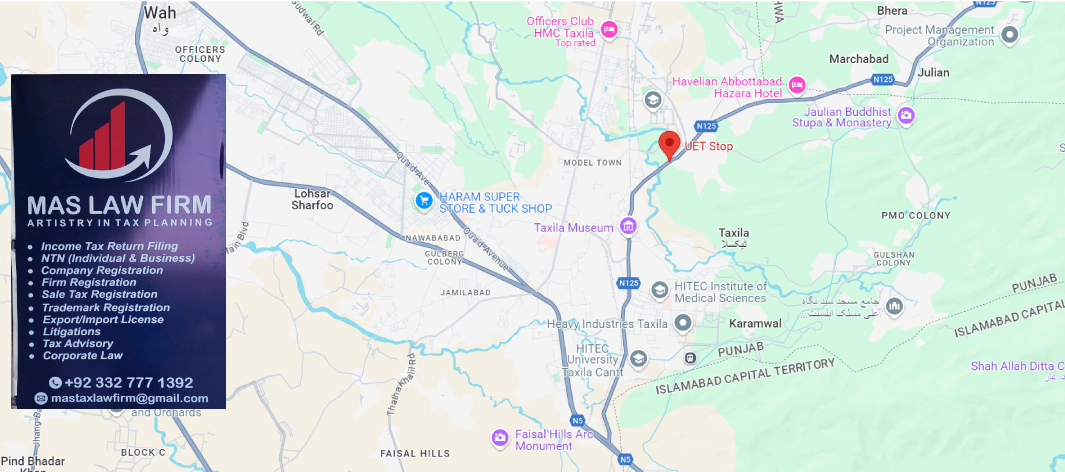 Wah
واہ
OFFICERS
COLONY
Gudwal Rd
Officers Club
HMC Taxila
Top rated
Bhera
Project Management
Organization
N125
Marchabad
Julian
N125
Havelian Abbottabad
Hazara Hotel
Jaulian Buddhist
Stupa & Monastery
N125
UET Stop
MODEL TOWN
Quad Ave
HARAM SUPER
STORE & TUCK SHOP
Lohsar
Sharfoo
Taxila Museum
PMO COLONY
Taxila
ٹیکسلا
NAWABABAD
GULBERG
COLONY
Quad Avenue
Main Blvd
GULSHAN
COLONY
JAMILABAD
N125
HITEC Institute of
Medical Sciences
جامع مسجد سید نگاہ
علی مسلک اہلسنت
PUNJAB
ISLAMABAD CAPITAL
Heavy Industries Taxila
Karamwal
HITEC
University
Taxila Cantt
PUNJAB
ISLAMABAD CAPITAL TERRITORY
Shah Allah Ditta
Thatha Khalil Rd
N5
Faisal Hills Arc
Monument
FAISAL HILLS
N5
and Orchards
BLOCK C
Pind Bhadar
MAS LAW FIRM
ARTISTRY IN TAX PLANNING
● Income Tax Return Filing
● NTN (Individual & Business)
● Company Registration
● Firm Registration
● Sale Tax Registration
● Trademark Registration
● Export/Import License
● Litigations
● Tax Advisory
● Corporate Law
+92 332 777 1392
mastaxlawfirm@gmail.com